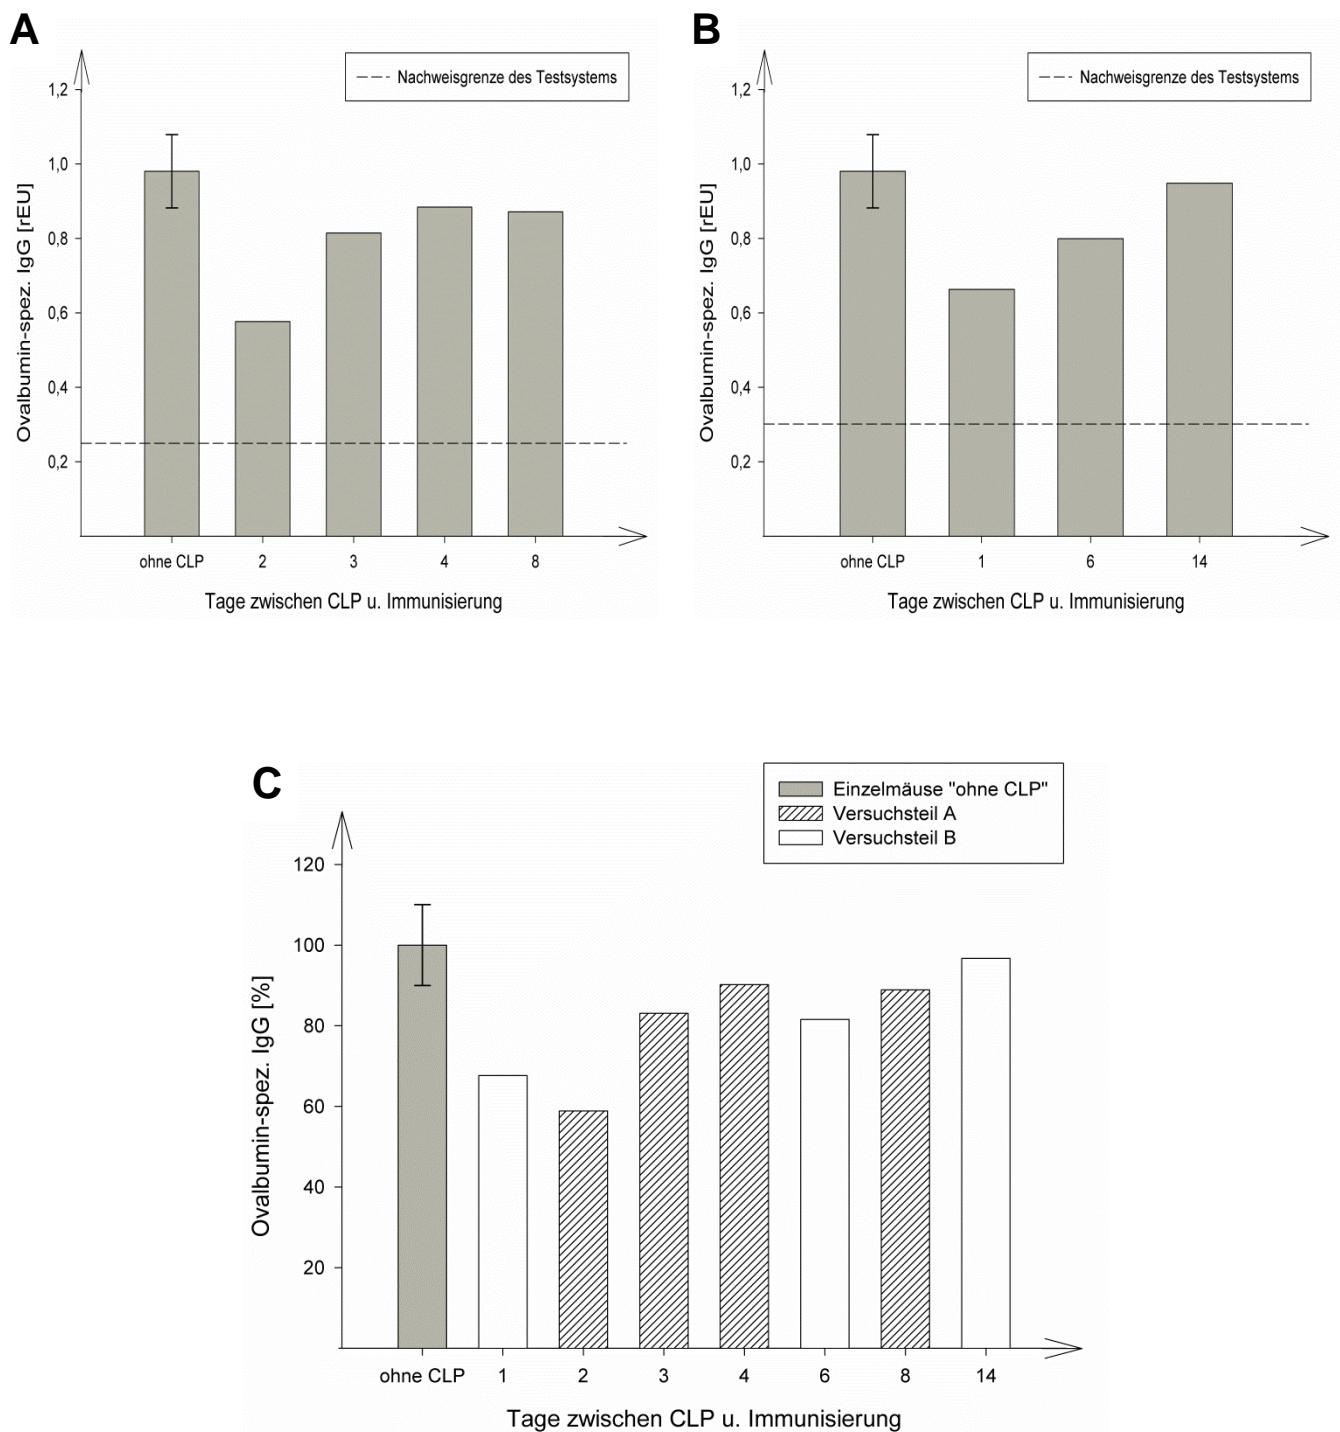 A
Nachweisgrenze des Testsystems
1,2
1,0
0,8
0,6
0,4
0,2
Ovalbumin-spez. IgG [rEU]
ohne CLP 2 3 4 8
Tage zwischen CLP u. Immunisierung
B
Nachweisgrenze des Testsystems
1,2
1,0
0,8
0,6
0,4
0,2
Ovalbumin-spez. IgG [rEU]
ohne CLP 1 6 14
Tage zwischen CLP u. Immunisierung
C
Einzelmäuse "ohne CLP"
Versuchsteil A
Versuchsteil B
120
100
80
60
40
20
Ovalbumin-spez. IgG [%]
ohne CLP 1 2 3 4 6 8 14
Tage zwischen CLP u. Immunisierung